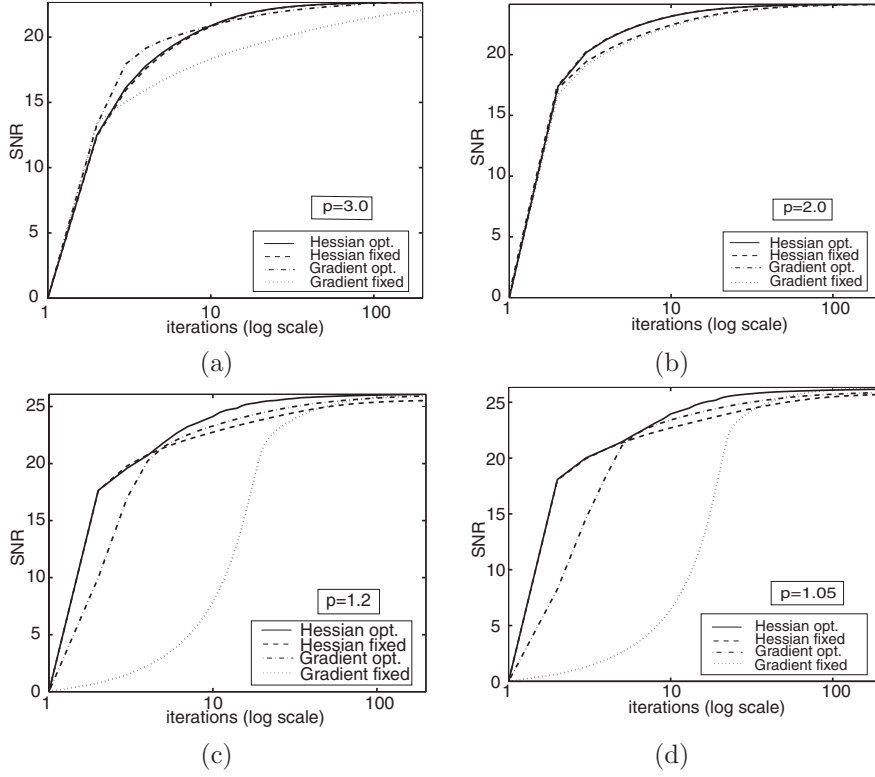 SNR
20
15
10
5
0
p=3.0
Hessian opt.
Hessian fixed
Gradient opt.
Gradient fixed
1
10
100
iterations (log scale)
(a)
SNR
20
15
10
5
0
p=2.0
Hessian opt.
Hessian fixed
Gradient opt.
Gradient fixed
1
10
100
iterations (log scale)
(b)
SNR
25
20
15
10
5
0
p=1.2
Hessian opt.
Hessian fixed
Gradient opt.
Gradient fixed
1
10
100
iterations (log scale)
(c)
SNR
25
20
15
10
5
0
p=1.05
Hessian opt.
Hessian fixed
Gradient opt.
Gradient fixed
1
10
100
iterations (log scale)
(d)